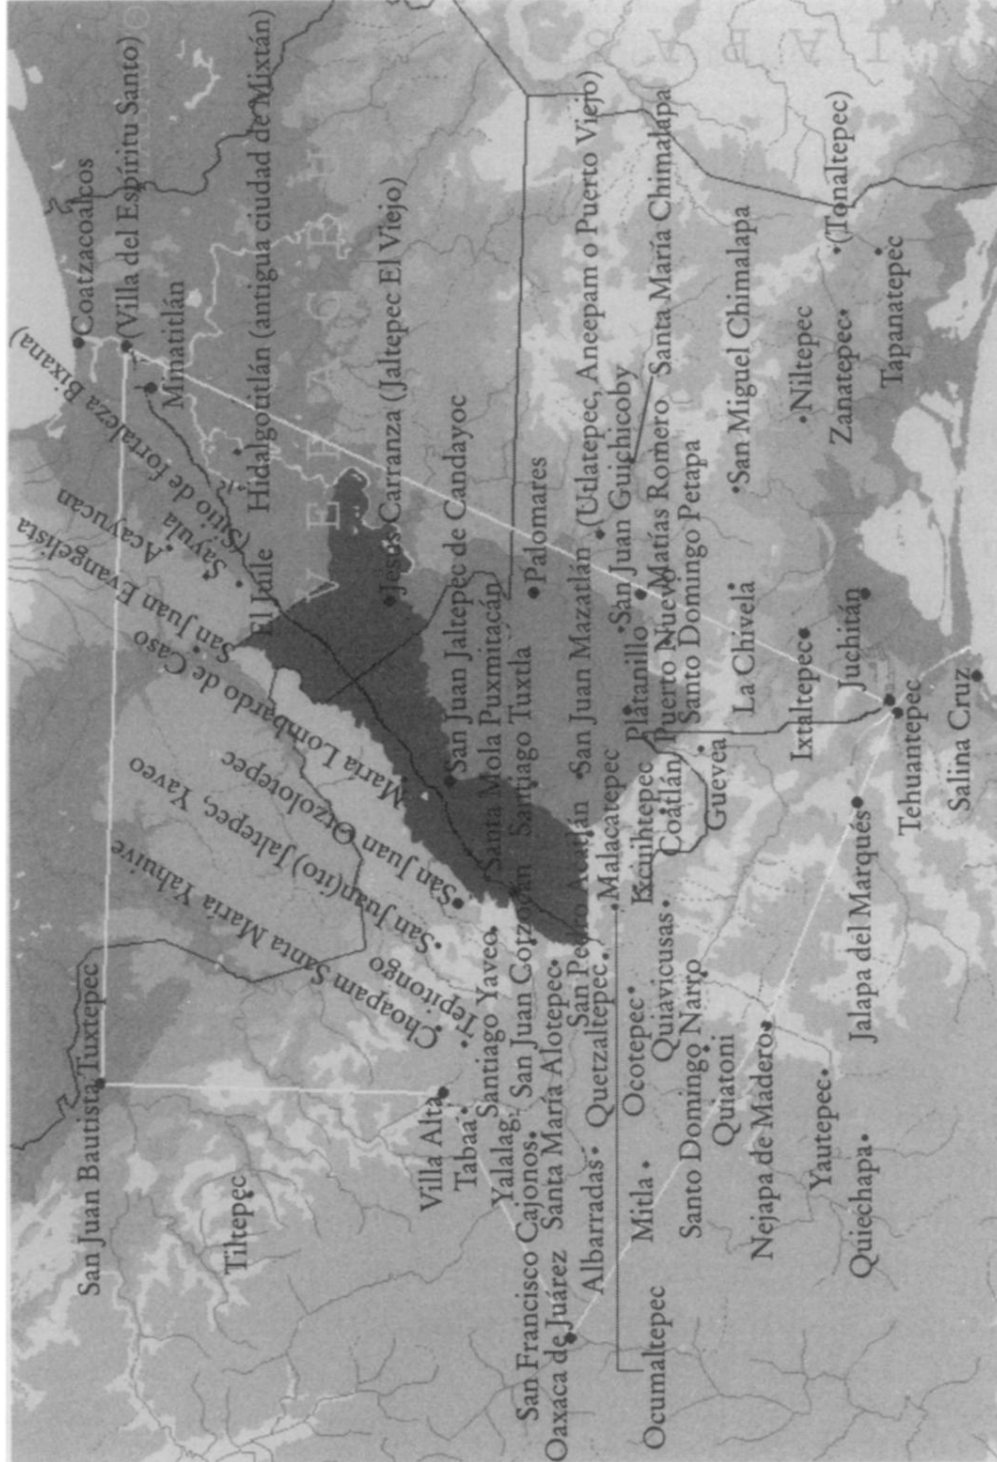 Coatzacoalcos
(Villa del Espíritu Santo)
Minatitlán
(Sitio de fortaleza Bixana)
Hidalgotitlán (antigua ciudad de Mixtán)
Acayucan
Sayula
El Juile
San Juan Evangelista
María Lombardo de Caso
Jesús Carranza (Jaltepec El Viejo)
San Juan Jaltepec de Candayoc
San Juan Otzolotepec
San Juan(ito) Jaltepec, Yaveo
Choapam Santa María Yahuive
Tepitongo
San Juan Bautista Tuxtepec
Tiltepec
Villa Alta
Tabaá
Yalalag
Santiago Yaveo
Santa Mola Puxmitacán
San Juan Cotzocón
Santiago Tuxtla
Palomares
San Francisco Cajonos
Santa María Alotepec
Oaxaca de Juárez
San Pedro Acatlán
San Juan Mazatlán
(Utlatepec, Aneepam o Puerto Viejo)
Albarradas
Quetzaltepec
Malacatepec
San Juan Guichicoby
Platanillo
Matías Romero
Santa María Chimalapa
Mitla
Ocotepec
Ixcuihtepec
Puerto Nuevo
Ocumaltepec
Quiavicusas
Coatlán
Santo Domingo Petapa
Santo Domingo Narro
Quiatoni
Guevea
La Chivela
San Miguel Chimalapa
Nejapa de Madero
Ixtaltepec
Niltepec
Yautepec
Juchitán
Zanatepec
(Tonaltepec)
Quiechapa
Jalapa del Marqués
Tapanatepec
Tehuantepec
Salina Cruz